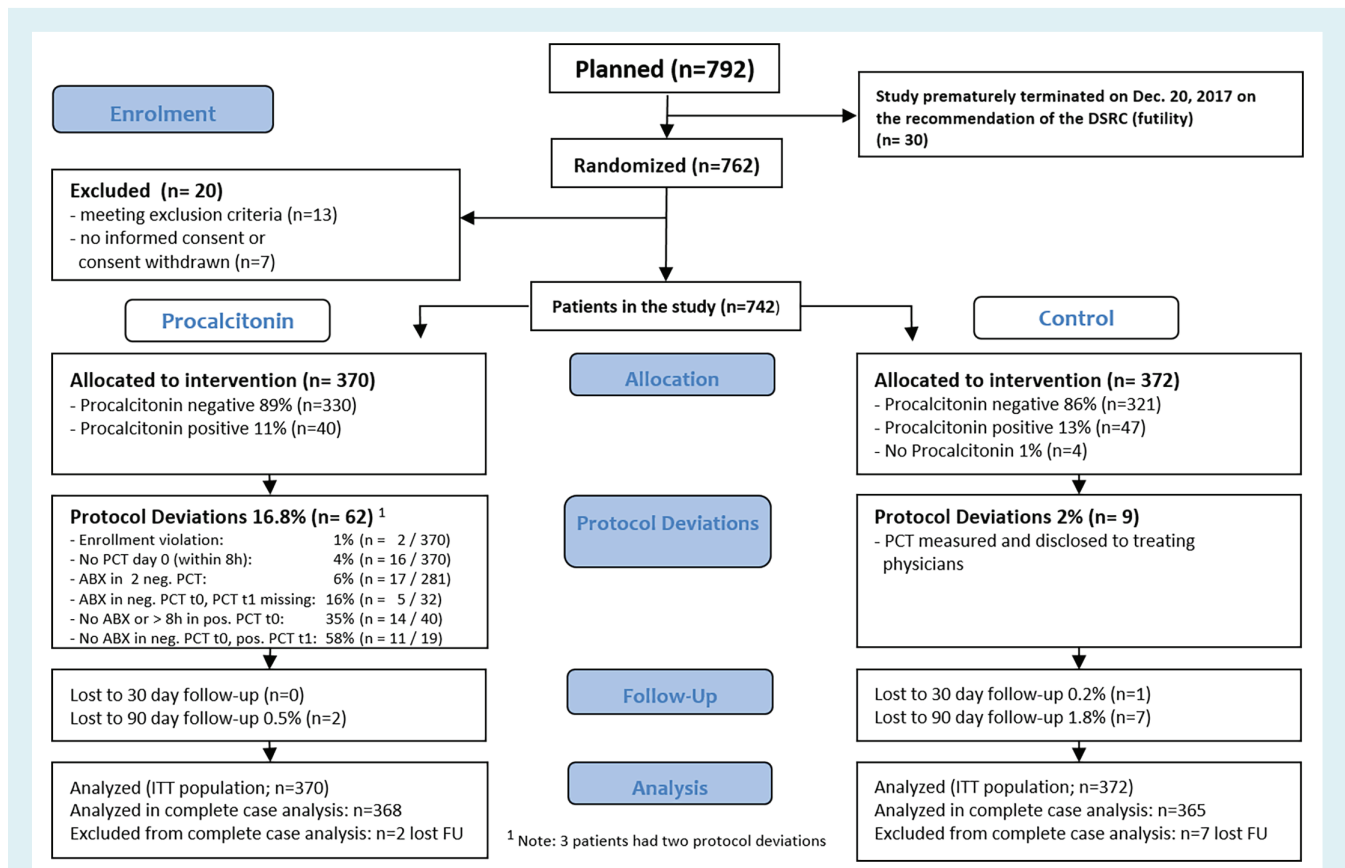 Planned (n=792)
Enrolment
Study prematurely terminated on Dec. 20, 2017 on
the recommendation of the DSRC (futility)
(n= 30)
Randomized (n=762)
Excluded (n= 20)
- meeting exclusion criteria (n=13)
- no informed consent or
consent withdrawn (n=7)
Patients in the study (n=742)
Procalcitonin
Control
Allocated to intervention (n= 370)
- Procalcitonin negative 89% (n=330)
- Procalcitonin positive 11% (n=40)
Allocation
Allocated to intervention (n= 372)
- Procalcitonin negative 86% (n=321)
- Procalcitonin positive 13% (n=47)
- No Procalcitonin 1% (n=4)
Protocol Deviations 16.8% (n= 62) 1
- Enrollment violation: 1% (n = 2 / 370)
- No PCT day 0 (within 8h): 4% (n = 16 / 370)
- ABX in 2 neg. PCT: 6% (n = 17 / 281)
- ABX in neg. PCT t0, PCT t1 missing: 16% (n = 5 / 32)
- No ABX or > 8h in pos. PCT t0: 35% (n = 14 / 40)
- No ABX in neg. PCT t0, pos. PCT t1: 58% (n = 11 / 19)
Protocol Deviations
Protocol Deviations 2% (n= 9)
- PCT measured and disclosed to treating
physicians
Lost to 30 day follow-up (n=0)
Lost to 90 day follow-up 0.5% (n=2)
Follow-Up
Lost to 30 day follow-up 0.2% (n=1)
Lost to 90 day follow-up 1.8% (n=7)
Analyzed (ITT population; n=370)
Analyzed in complete case analysis: n=368
Excluded from complete case analysis: n=2 lost FU
Analysis
Analyzed (ITT population; n=372)
Analyzed in complete case analysis: n=365
Excluded from complete case analysis: n=7 lost FU
1 Note: 3 patients had two protocol deviations